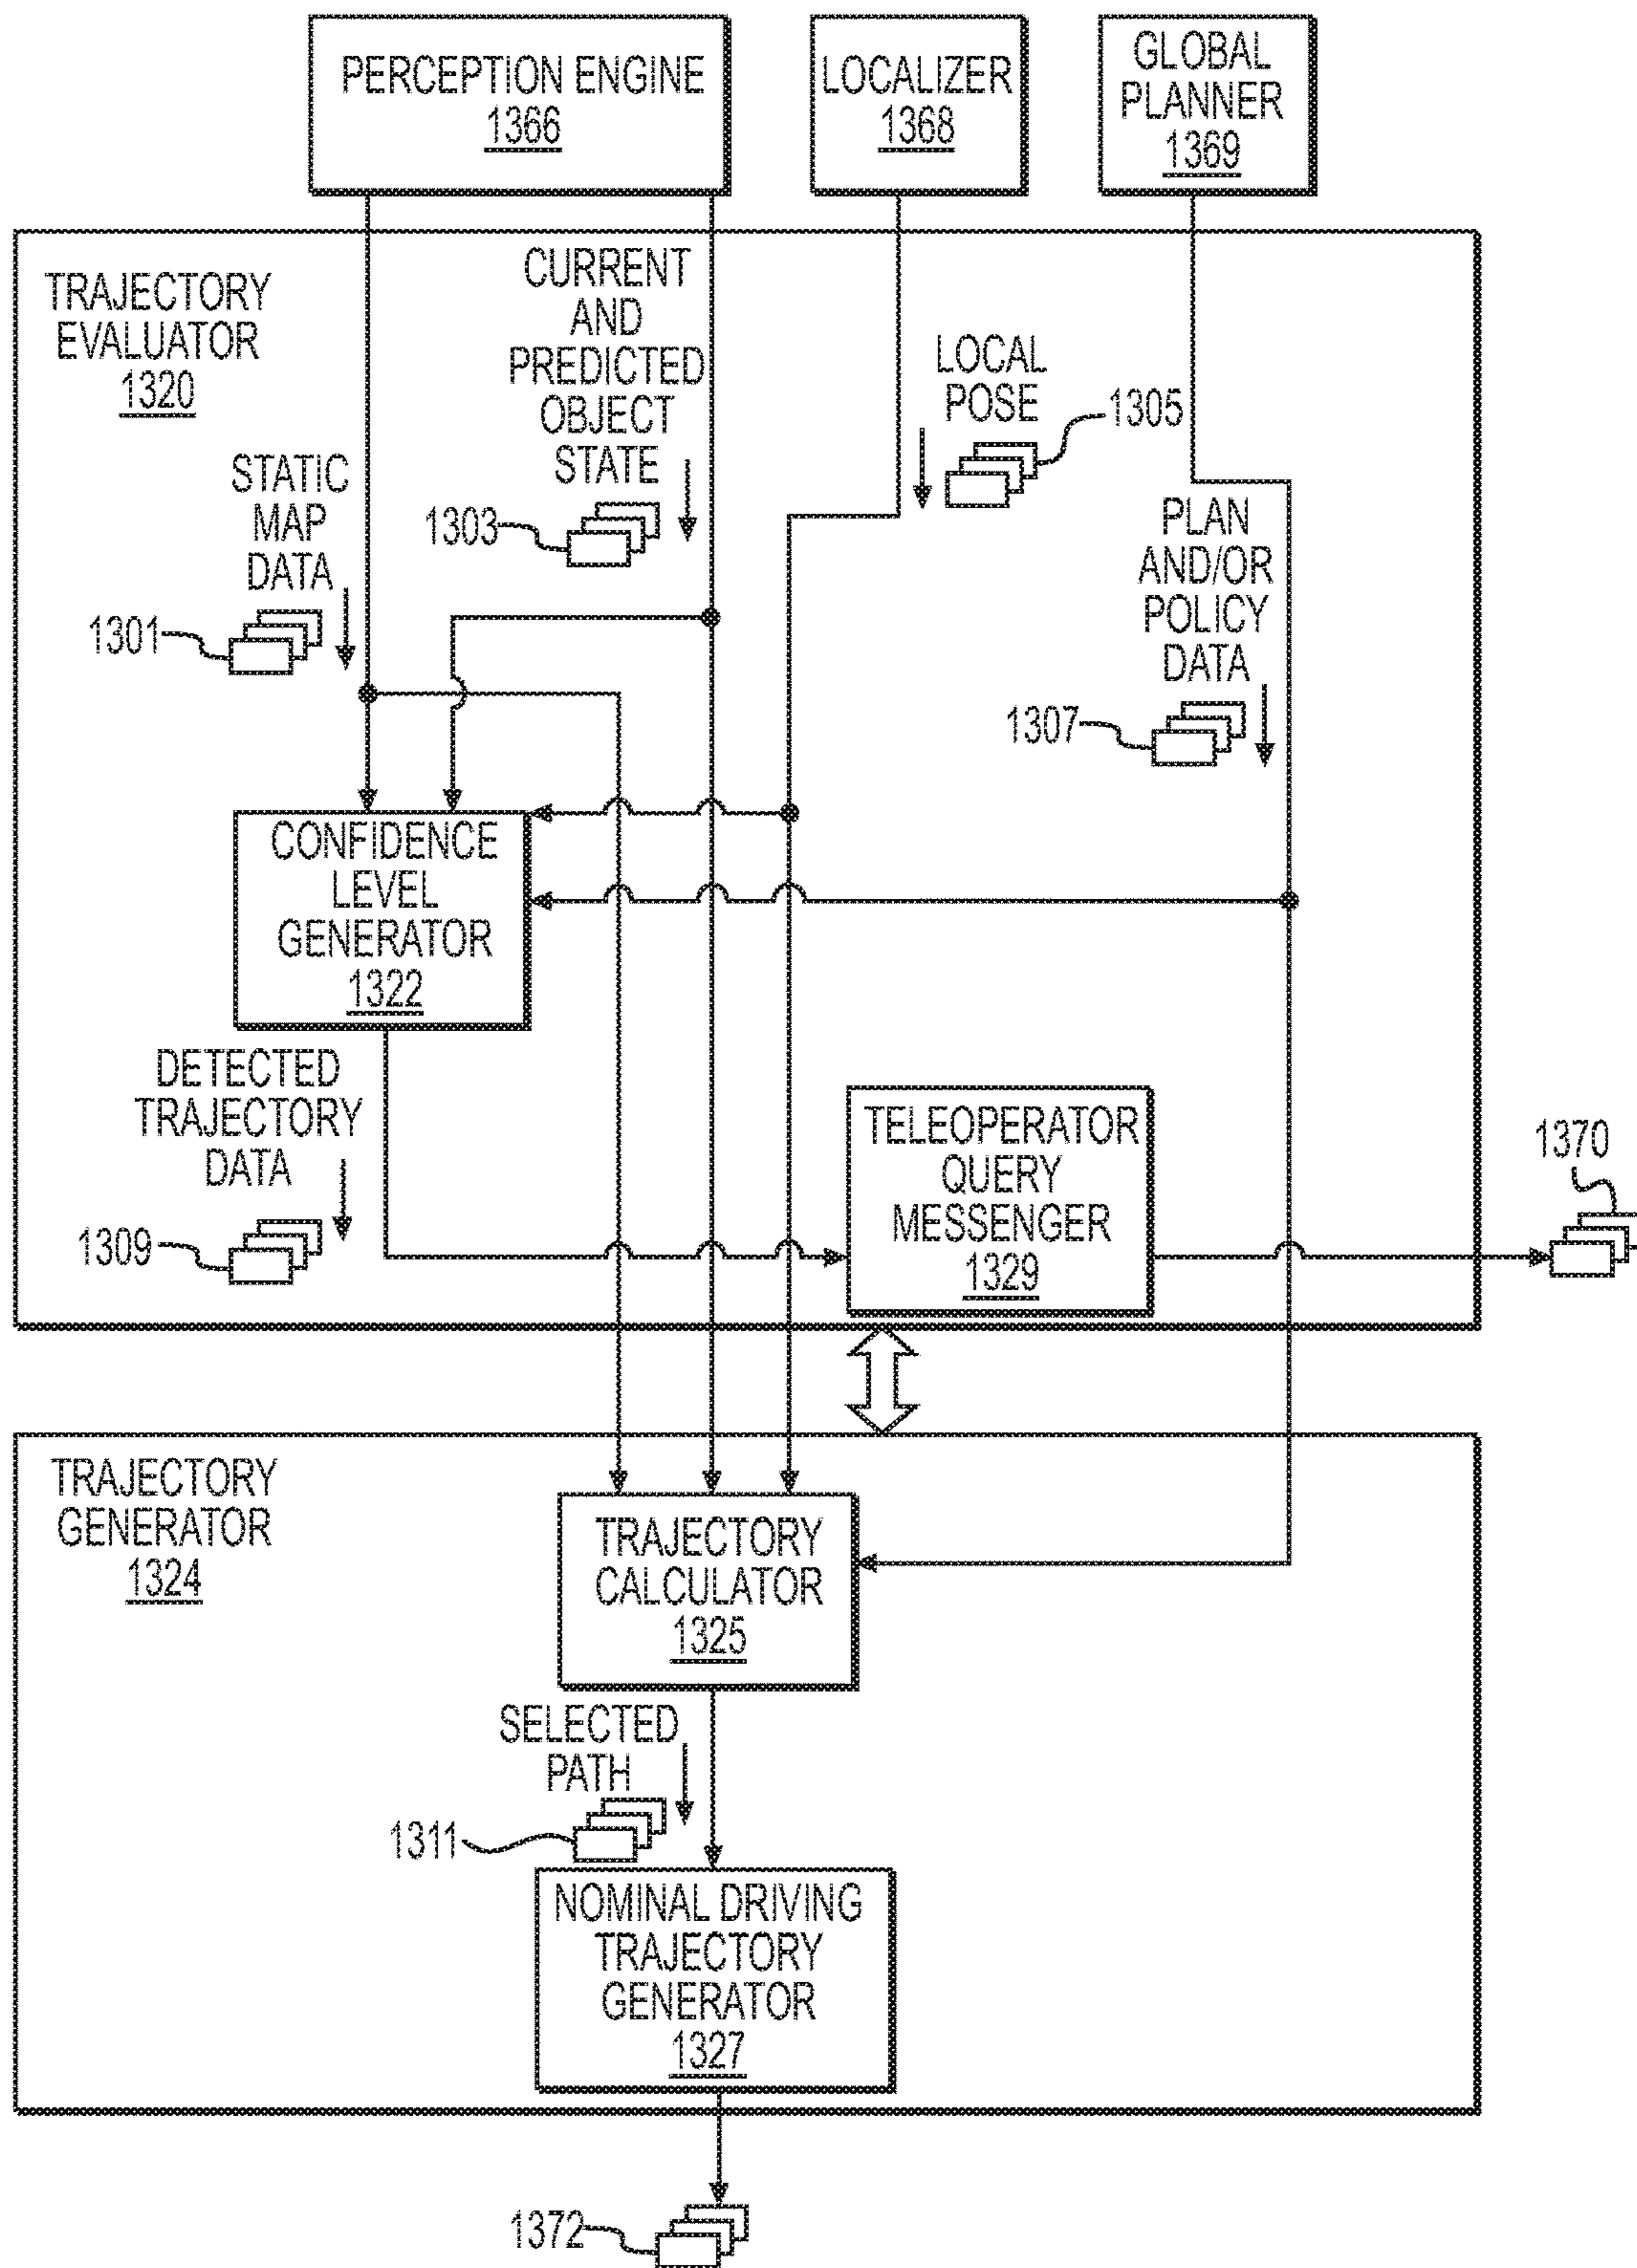 PERCEPTION ENGINE
1366
LOCALIZER
1368
GLOBAL
PLANNER
1369
TRAJECTORY
EVALUATOR
1320
CURRENT
AND
PREDICTED
OBJECT
STATE
1303
LOCAL
POSE
1305
STATIC
MAP
DATA
1301
PLAN
AND/OR
POLICY
DATA
1307
CONFIDENCE
LEVEL
GENERATOR
1322
DETECTED
TRAJECTORY
DATA
1309
TELEOPERATOR
QUERY
MESSENGER
1329
1370
TRAJECTORY
GENERATOR
1324
TRAJECTORY
CALCULATOR
1325
SELECTED
PATH
1311
NOMINAL DRIVING
TRAJECTORY
GENERATOR
1327
1372